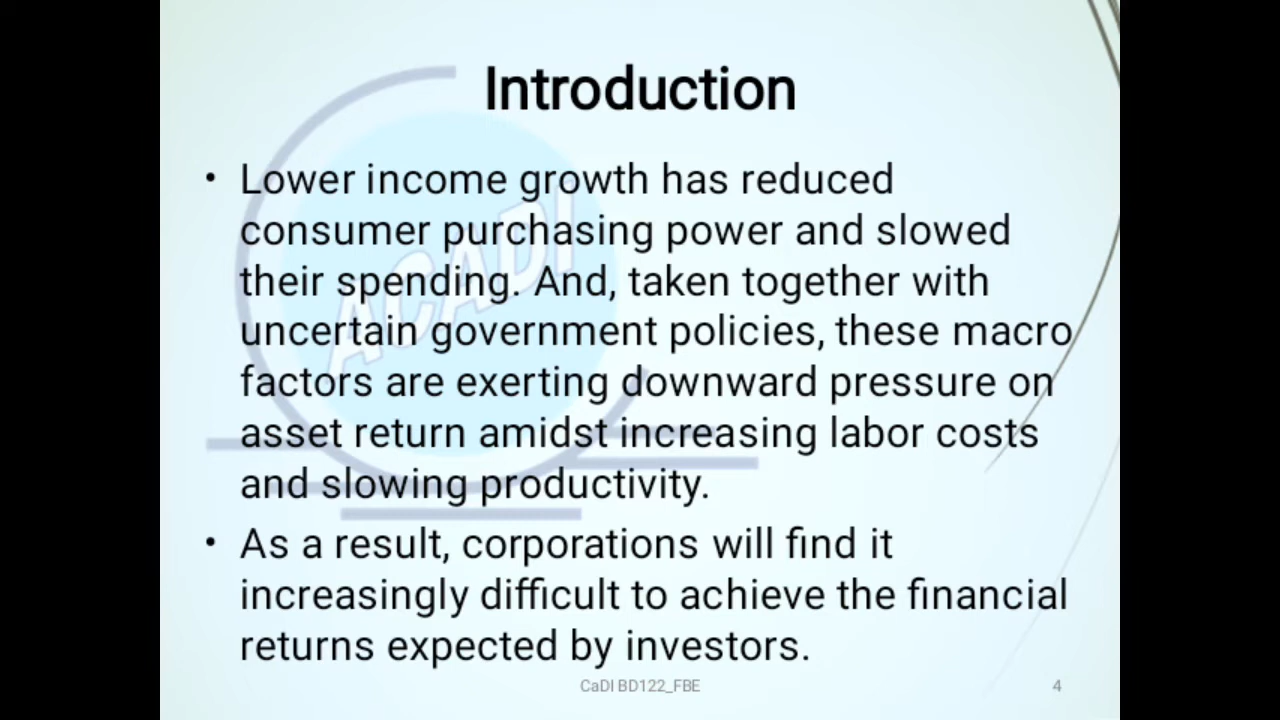 Introduction
• Lower income growth has reduced
consumer purchasing power and slowed
their spending. And, taken together with
uncertain government policies, these macro
factors are exerting downward pressure on
asset return amidst increasing labor costs
and slowing productivity.
• As a result, corporations will find it
increasingly difficult to achieve the financial
returns expected by investors.
ACADI
CaDI BD122_FBE
4